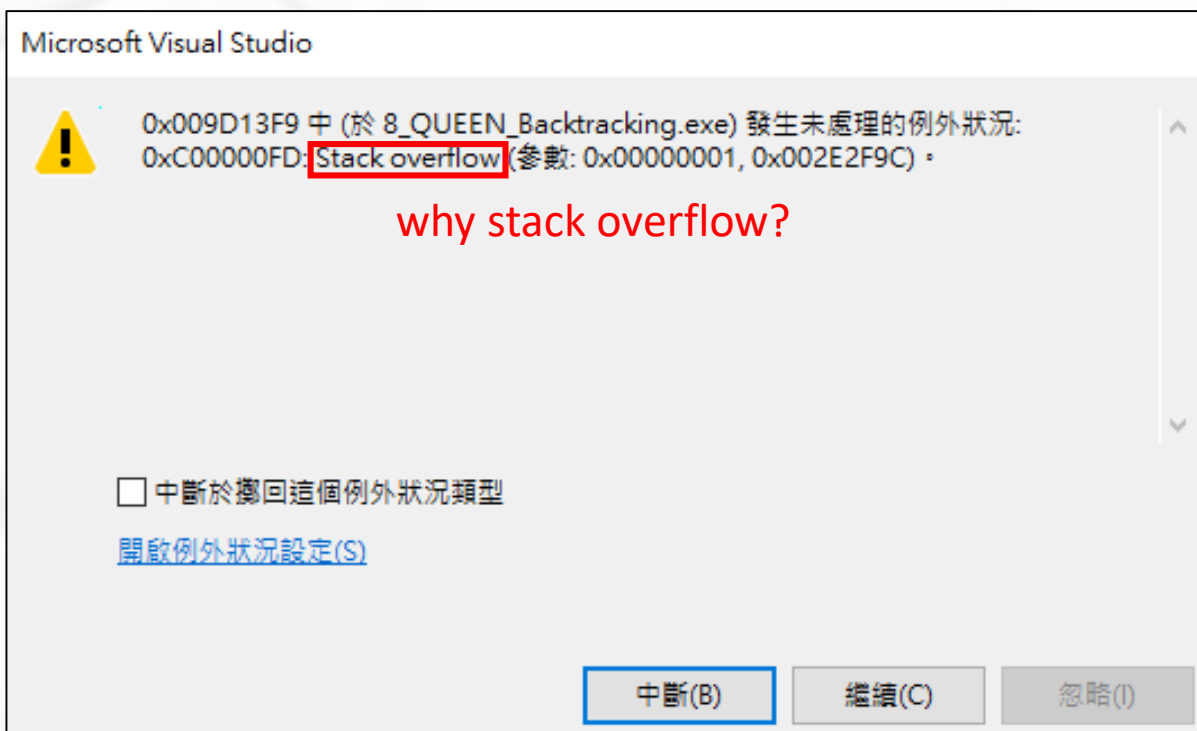 Microsoft Visual Studio
0x009D13F9 中 (於 8_QUEEN_Backtracking.exe) 發生未處理的例外狀況:
0xC00000FD: Stack overflow (參數: 0x00000001, 0x002E2F9C)。
why stack overflow?
中斷於擲回這個例外狀況類型
開啟例外狀況設定(S)
中斷(B)
繼續(C)
忽略(I)